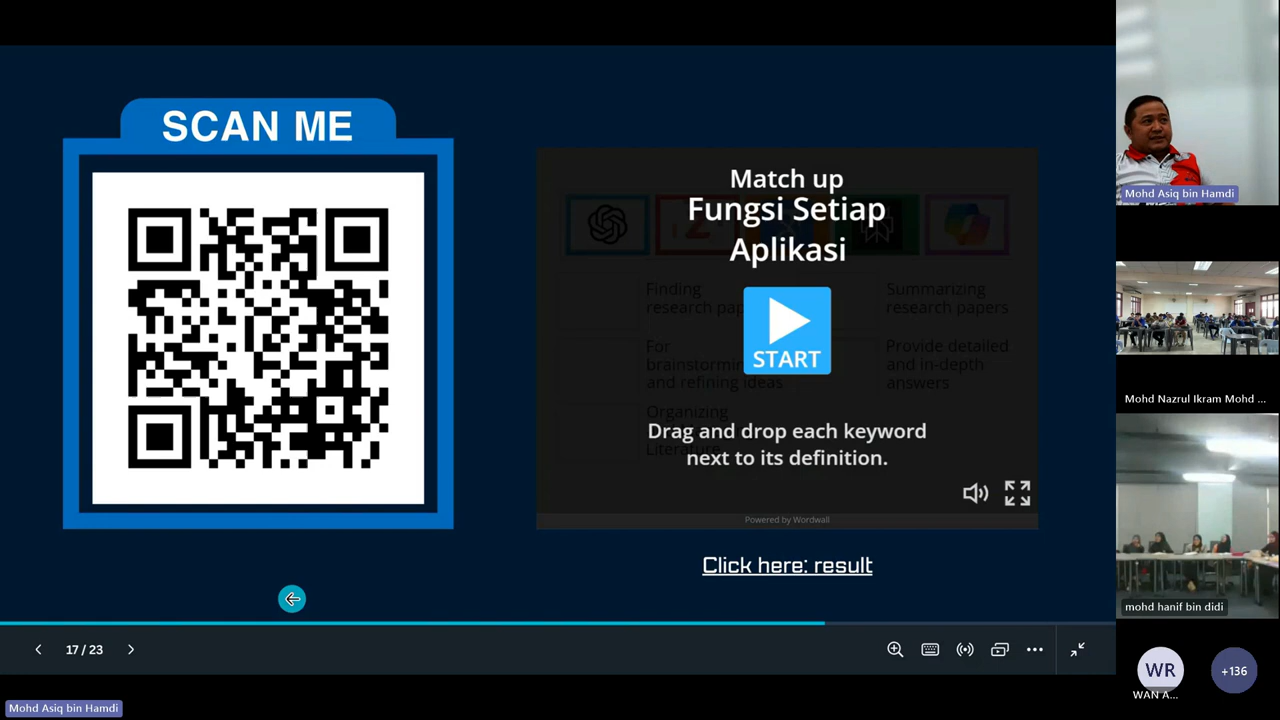 SCAN ME
Match up
Fungsi Setiap
Aplikasi
Finding
research pap
For
brainstorming
and refining ideas
Organizing
Summarizing
research papers
Provide detailed
and in-depth
answers
START
Drag and drop each keyword
next to its definition.
Powered by Wordwall
Click here: result
17 / 23
Mohd Asiq bin Hamdi
Mohd Asiq bin Hamdi
Mohd Nazrul Ikram Mohd ...
mohd hanif bin didi
WR
WAN A...
+136